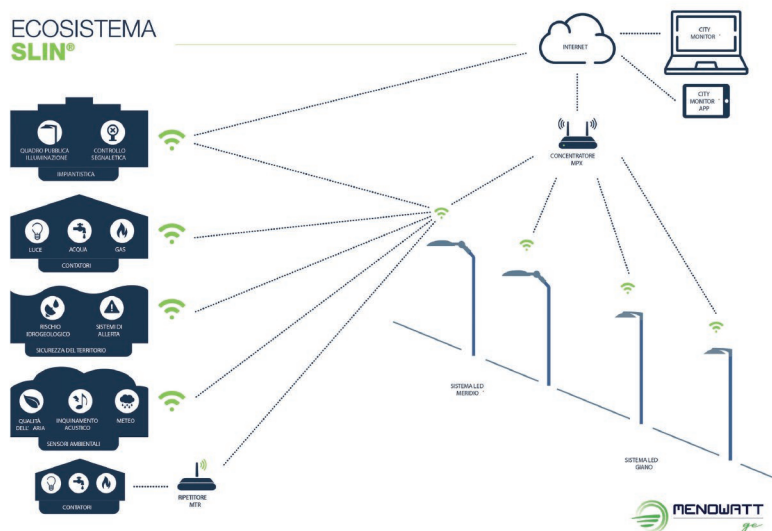 ECOSISTEMA
SLIN®
INTERNET
CITY
MONITOR
CITY
MONITOR
APP
CONCENTRATORE
MPX
QUADRO PUBBLICA
ILLUMINAZIONE
CONTROLLO
SEGNALETICA
IMPIANTISTICA
LUCE
ACQUA
GAS
CONTATORI
RISCHIO
IDROGEOLOGICO
SISTEMI DI
ALLERTA
SICUREZZA DEL TERRITORIO
QUALITÀ
DELL' ARIA
INQUINAMENTO
ACUSTICO
METEO
SENSORI AMBIENTALI
CONTATORI
RIPETITORE
MTR
SISTEMA LED
MERIDIO
SISTEMA LED
GIANO
MENOWATT
ge